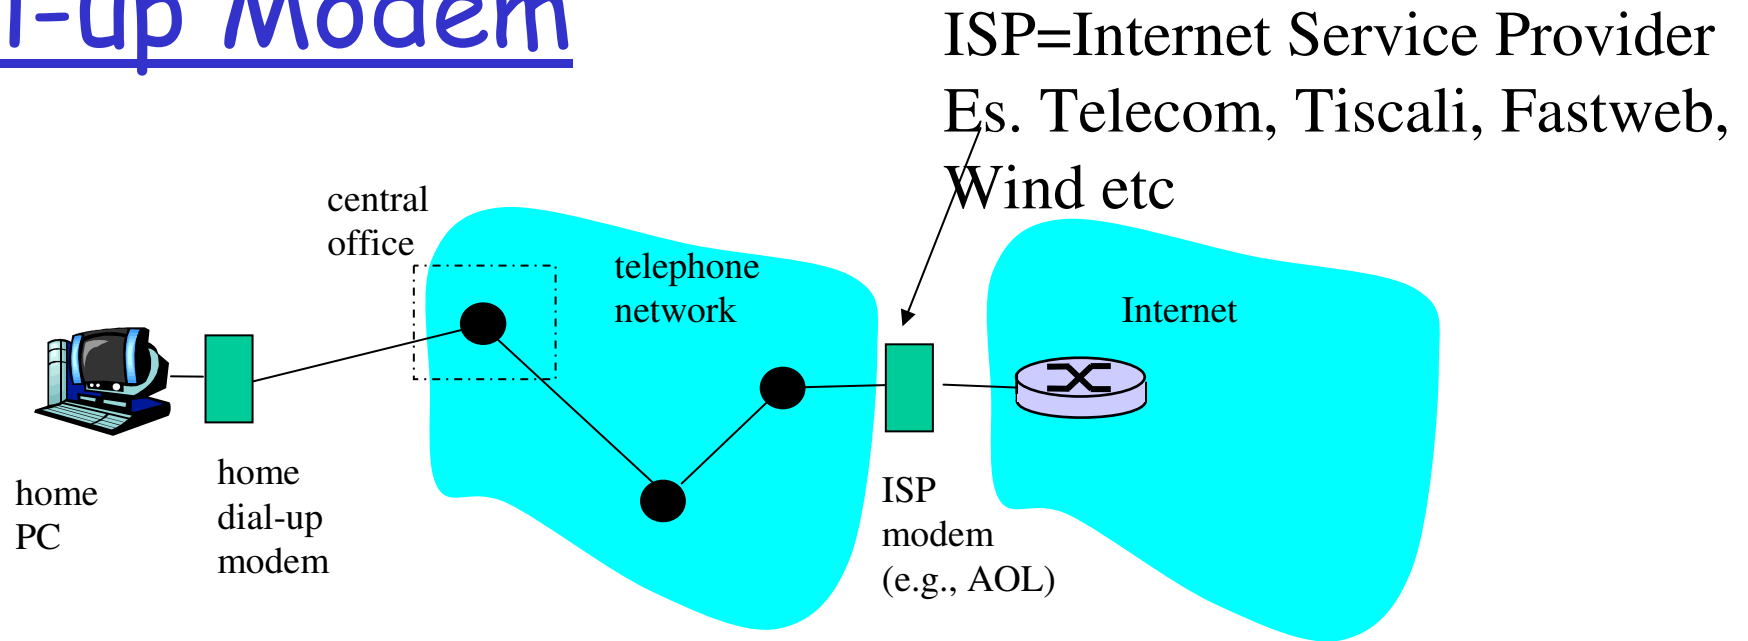 l-up Modem
ISP=Internet Service Provider
Es. Telecom, Tiscali, Fastweb,
Wind etc
central
office
telephone
network
Internet
home
PC
home
dial-up
modem
ISP
modem
(e.g., AOL)